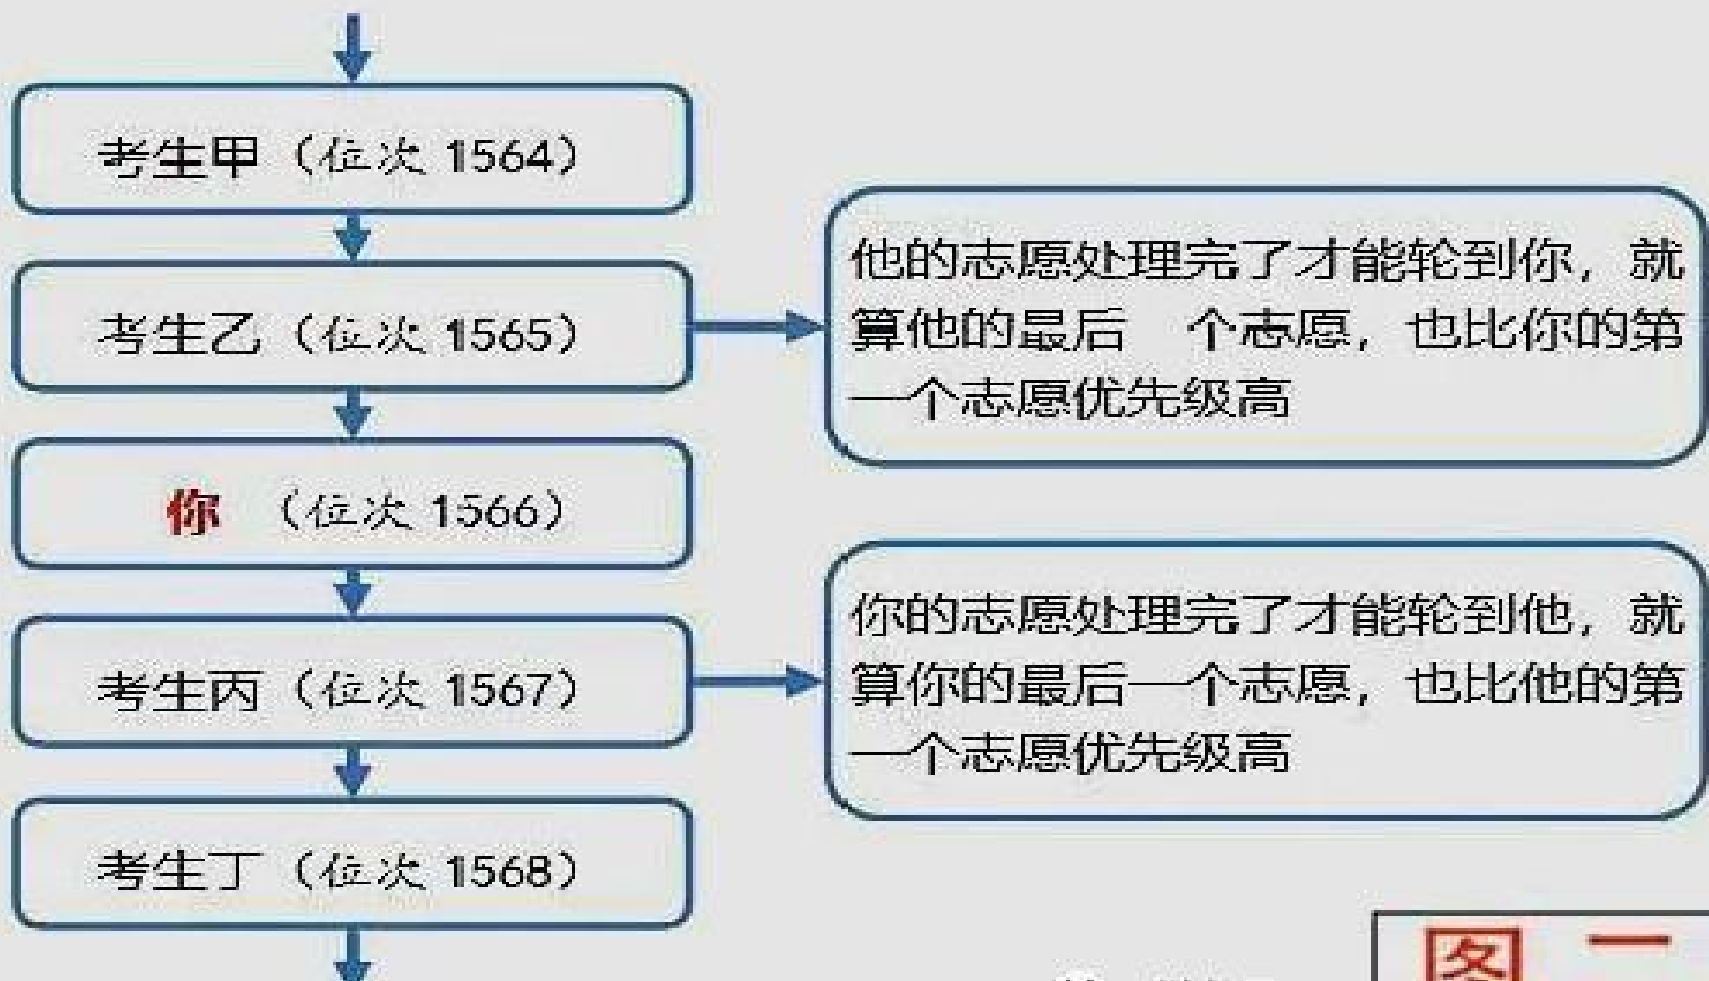 考生甲（位次 1564）
考生乙（位次 1565）
他的志愿处理完了才能轮到你，就
算他的最后 个志愿，也比你的第
一个志愿优先级高
你 （位次 1566）
考生丙（位次 1567）
你的志愿处理完了才能轮到他，就
算你的最后一个志愿，也比他的第
一个志愿优先级高
考生丁（位次 1568）
图一